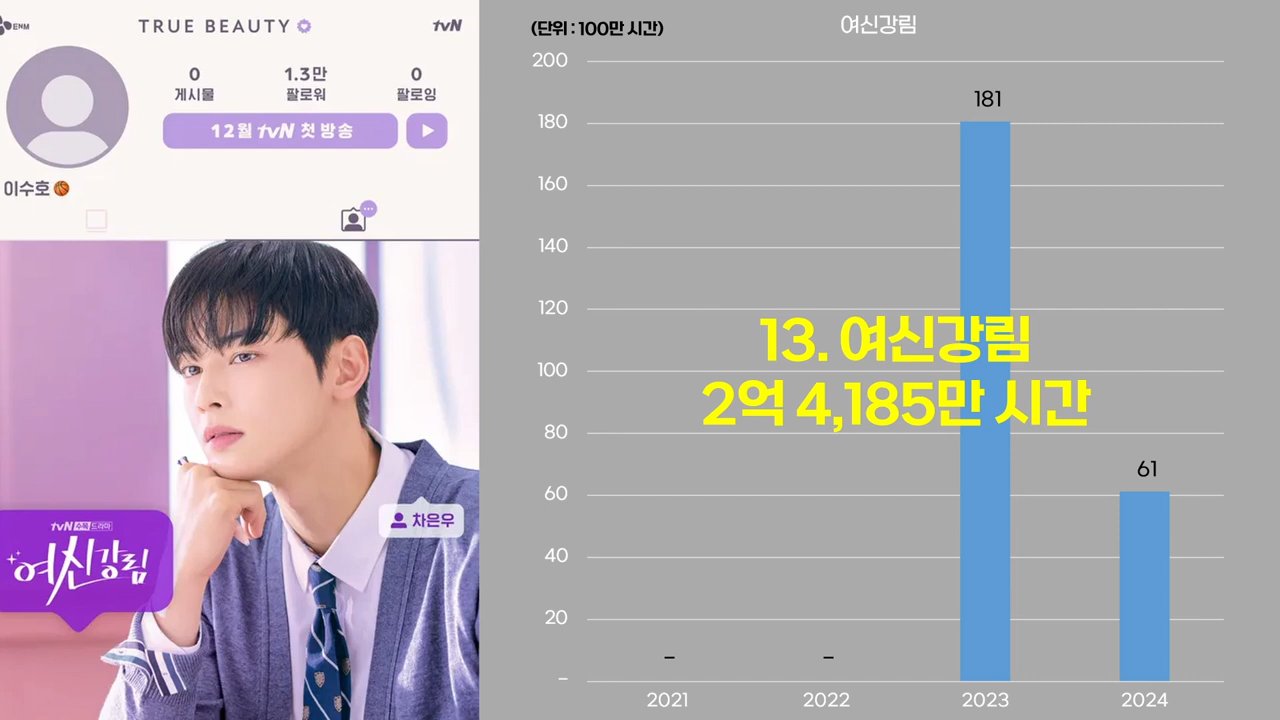 ENM
TRUE BEAUTY
tvN
0
게시물
1.3만
팔로워
0
팔로잉
12월 tvN 첫 방송
이수호
차은우
tvN 수목드라마
여신강림
(단위 : 100만 시간)
여신강림
200
180
160
140
120
100
80
60
40
20
–
–
–
181
61
13. 여신강림
2억 4,185만 시간
2021
2022
2023
2024